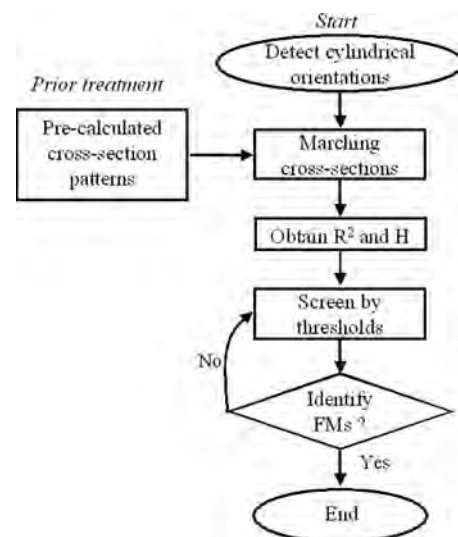 Start
Detect cylindrical
orientations
Prior treatment
Pre-calculated
cross-section
patterns
Marching
cross-sections
Obtain R² and H
Screen by
thresholds
No
Identify
FMs ?
Yes
End